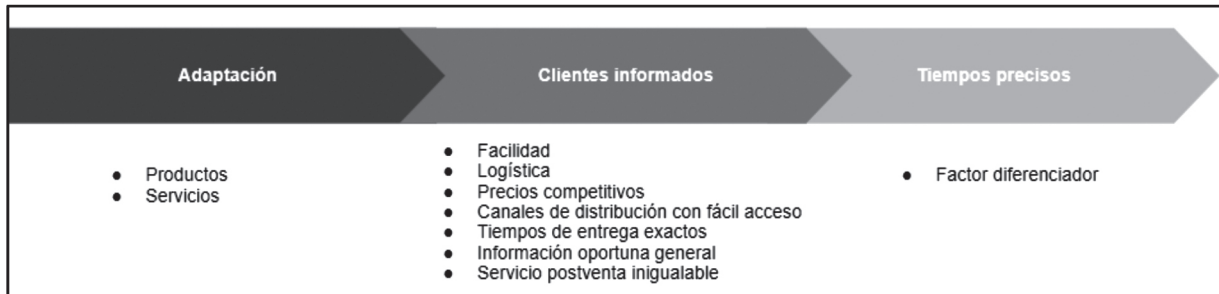 Adaptación
Clientes informados
Tiempos precisos
● Productos
● Servicios
● Facilidad
● Logística
● Precios competitivos
● Canales de distribución con fácil acceso
● Tiempos de entrega exactos
● Información oportuna general
● Servicio postventa inigualable
● Factor diferenciador